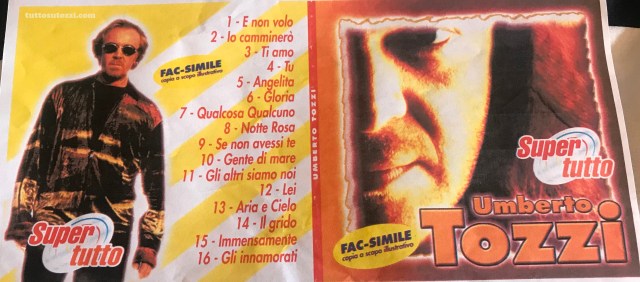 tuttosutozzi.com
1 - E non volo
2 - Io camminerò
3 - Ti amo
4 - Tu
5 - Angelita
6 - Gloria
7 - Qualcosa Qualcuno
8 - Notte Rosa
9 - Se non avessi te
10 - Gente di mare
11 - Gli altri siamo noi
12 - Lei
13 - Aria e Cielo
14 - Il grido
15 - Immensamente
16 - Gli innamorati
FAC-SIMILE
copia a scopo illustrativo
Super
tutto
UMBERTO TOZZI
Super
tutto
Umberto
TOZZI
FAC-SIMILE
copia a scopo illustrativo